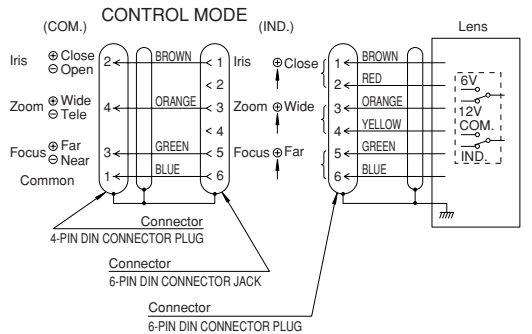 CONTROL MODE
(COM.) (IND.) Lens
Iris ⊕ Close ⊖ Open 2 BROWN 1 Iris ⊕ Close 1 BROWN
2 2 RED 6V
Zoom ⊕ Wide ⊖ Tele 4 ORANGE 3 Zoom ⊕ Wide 3 ORANGE 12V
4 4 YELLOW COM.
Focus ⊕ Far ⊖ Near 3 GREEN 5 Focus ⊕ Far 5 GREEN IND.
Common 1 BLUE 6 6 BLUE
Connector
4-PIN DIN CONNECTOR PLUG
Connector
6-PIN DIN CONNECTOR JACK
Connector
6-PIN DIN CONNECTOR PLUG